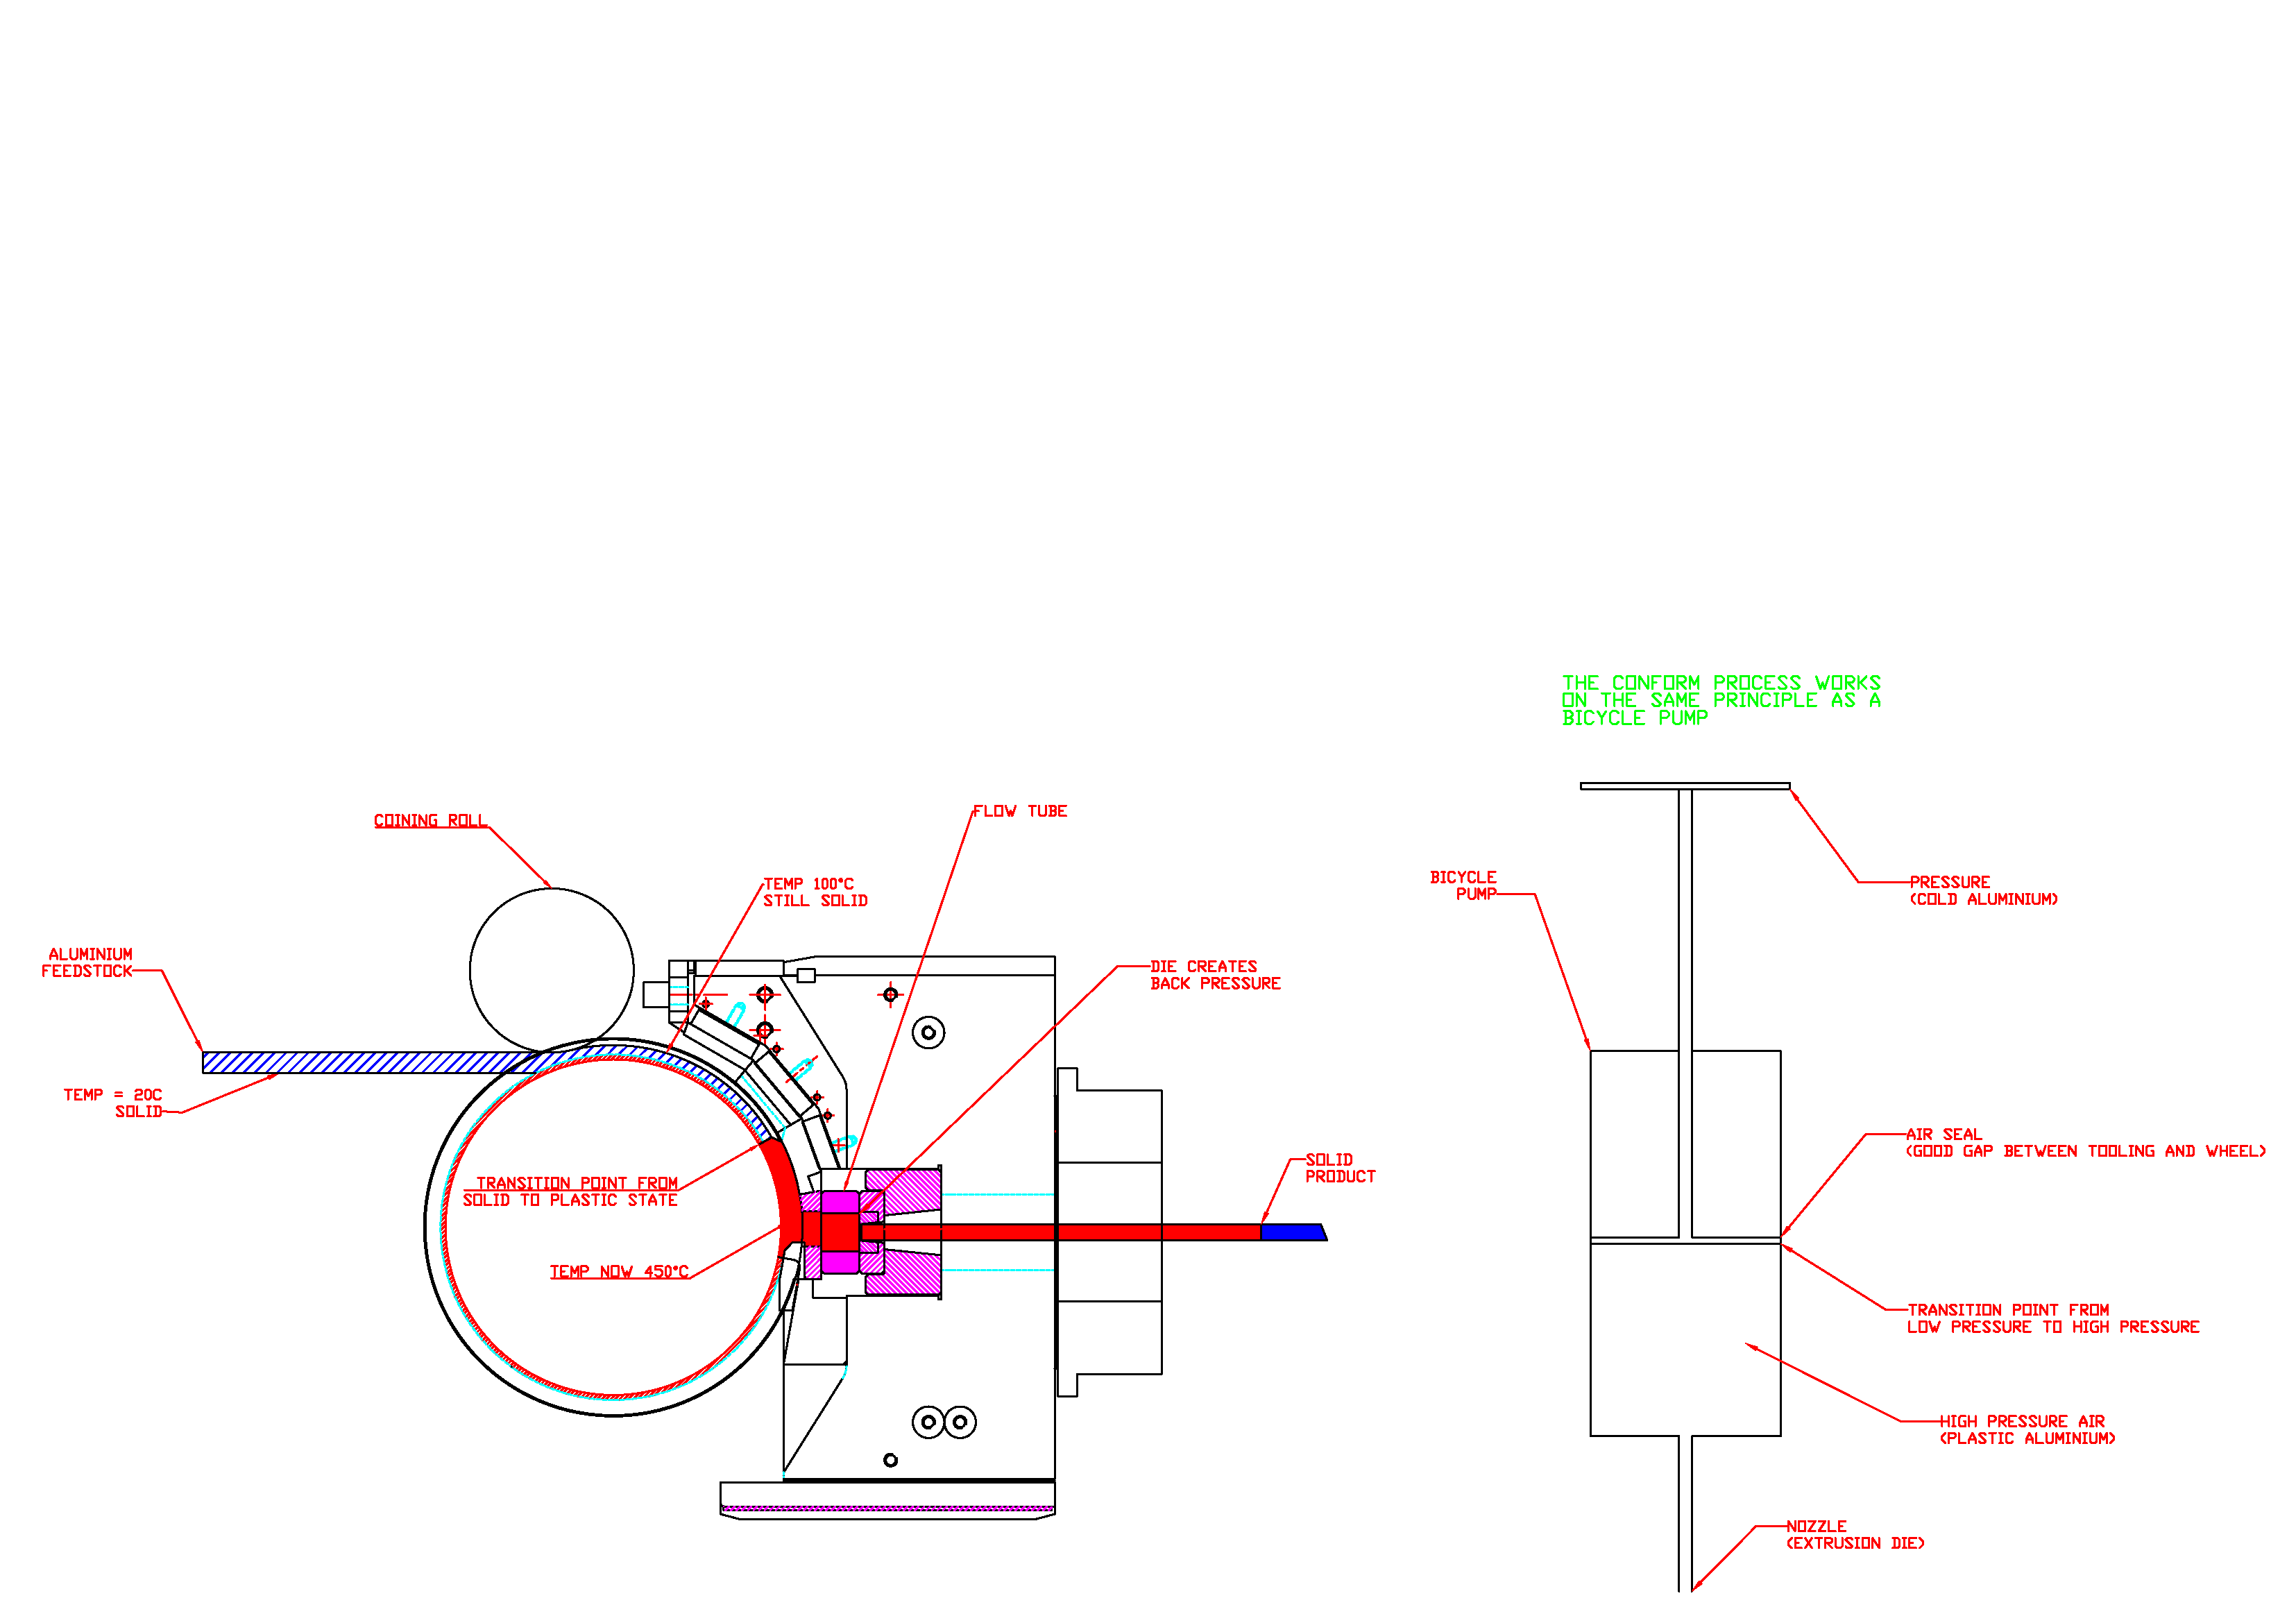 THE CONFORM PROCESS WORKS
ON THE SAME PRINCIPLE AS A
BICYCLE PUMP
COINING ROLL
FLOW TUBE
TEMP 100°C
STILL SOLID
ALUMINIUM
FEEDSTOCK
DIE CREATES
BACK PRESSURE
TEMP = 20C
SOLID
TRANSITION POINT FROM
SOLID TO PLASTIC STATE
SOLID
PRODUCT
TEMP NOW 450°C
BICYCLE
PUMP
PRESSURE
(COLD ALUMINIUM)
AIR SEAL
(GOOD GAP BETWEEN TOOLING AND WHEEL)
TRANSITION POINT FROM
LOW PRESSURE TO HIGH PRESSURE
HIGH PRESSURE AIR
(PLASTIC ALUMINIUM)
NOZZLE
(EXTRUSION DIE)